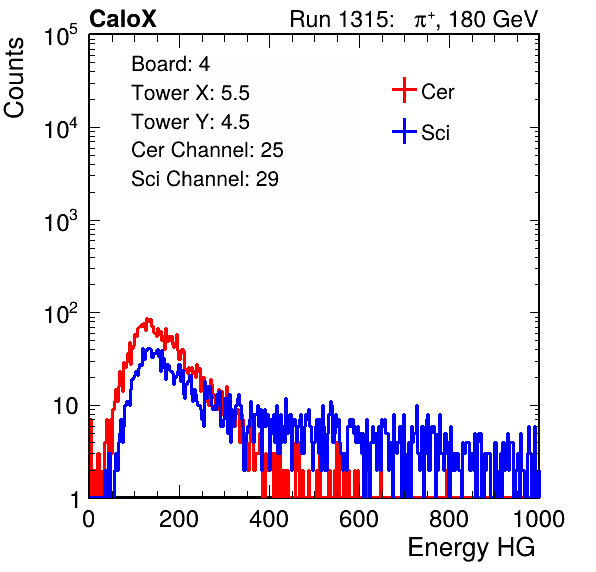 CaloX Run 1315: π⁺, 180 GeV
Board: 4
Tower X: 5.5
Tower Y: 4.5
Cer Channel: 25
Sci Channel: 29
Cer
Sci
Counts
10⁵
10⁴
10³
10²
10
1
0 200 400 600 800 1000
Energy HG